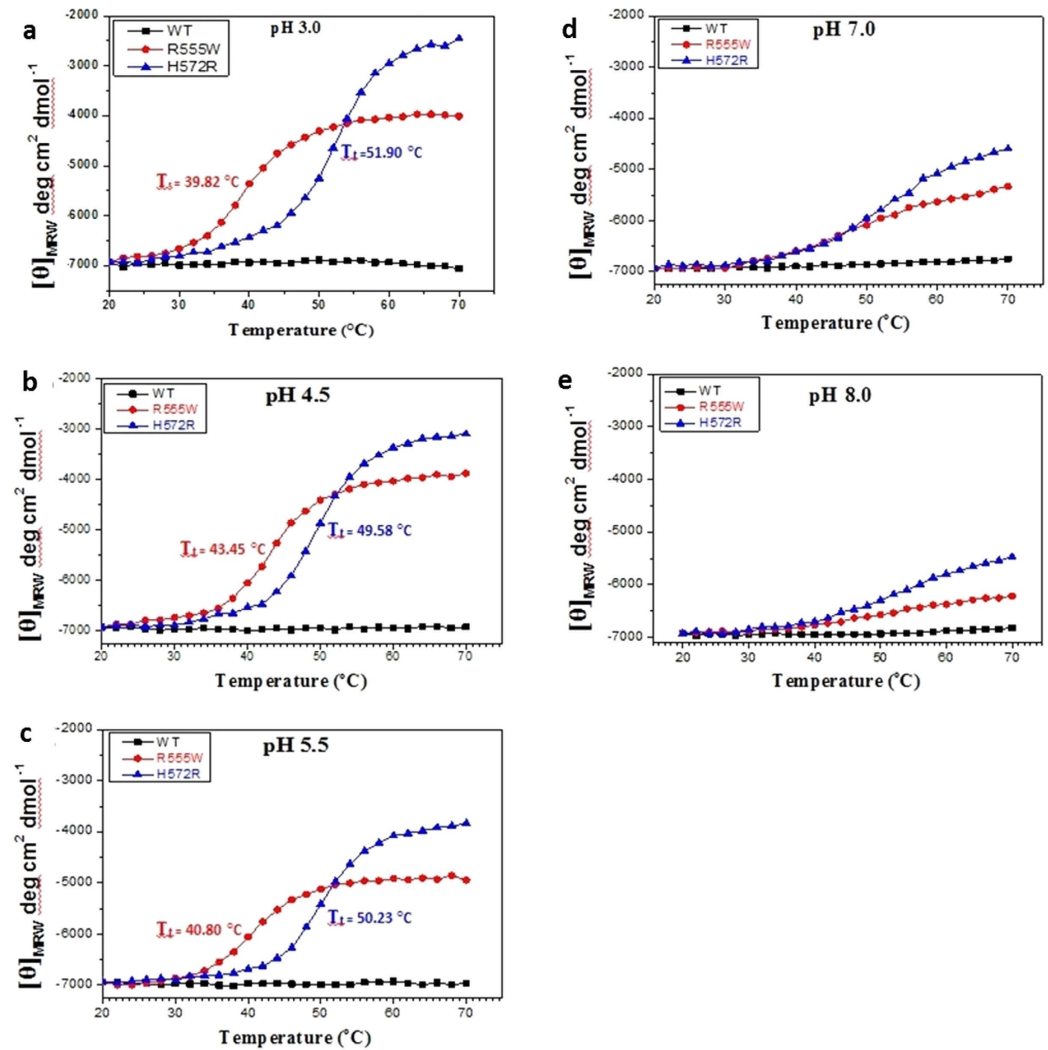 a
pH 3.0
WT
R555W
H572R
-2000
-3000
-4000
-5000
-6000
-7000
[θ]MRW deg cm² dmol⁻¹
Tt= 39.82 °C
Tt=51.90 °C
20 30 40 50 60 70
Temperature (°C)
b
pH 4.5
WT
R555W
H572R
-2000
-3000
-4000
-5000
-6000
-7000
[θ]MRW deg cm² dmol⁻¹
Tt= 43.45 °C
Tt= 49.58 °C
20 30 40 50 60 70
Temperature (°C)
c
pH 5.5
WT
R555W
H572R
-2000
-3000
-4000
-5000
-6000
-7000
[θ]MRW deg cm² dmol⁻¹
Tt= 40.80 °C
Tt= 50.23 °C
20 30 40 50 60 70
Temperature (°C)
d
pH 7.0
WT
R555W
H572R
-2000
-3000
-4000
-5000
-6000
-7000
[θ]MRW deg cm² dmol⁻¹
20 30 40 50 60 70
Temperature (°C)
e
pH 8.0
WT
R555W
H572R
-2000
-3000
-4000
-5000
-6000
-7000
[θ]MRW deg cm² dmol⁻¹
20 30 40 50 60 70
Temperature (°C)